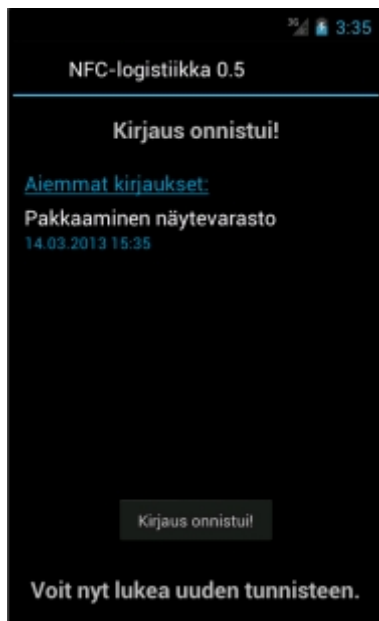 3G 3:35
NFC-logistiikka 0.5
Kirjaus onnistui!
Aiemmat kirjaukset:
Pakkaaminen näytevarasto
14.03.2013 15:35
Kirjaus onnistui!
Voit nyt lukea uuden tunnisteen.